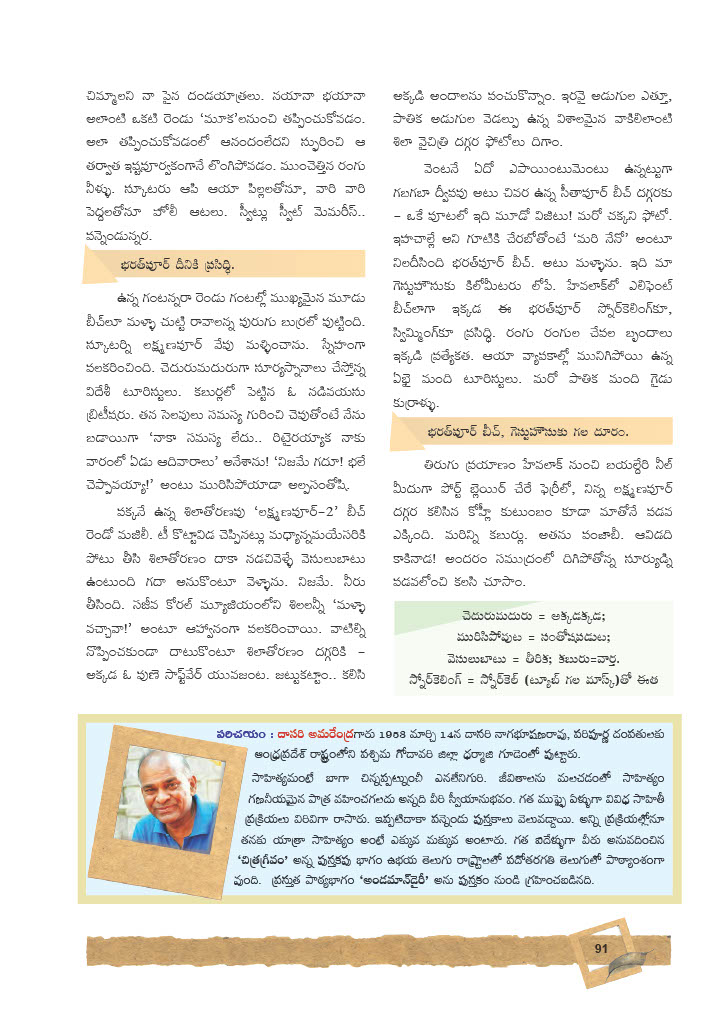 చిమ్మాలని నా పైన దండయాత్రలు. నయానా భయానా
అలాంటి ఒకటి రెండు ‘మూక’లనుంచి తప్పించుకోవడం.
అలా తప్పించుకోవడంలో ఆనందంలేదని స్ఫురించి ఆ
తర్వాత ఇష్టపూర్వకంగానే లొంగిపోవడం. ముంచెత్తిన రంగు
నీళ్ళు. స్కూటరు ఆపి ఆయా పిల్లలతోనూ, వారి వారి
పెద్దలతోనూ హోలీ ఆటలు. స్వీట్లు స్వీట్ మెమరీస్..
పన్నెండున్నర.
భరత్‌పూర్ దీనికి ప్రసిద్ధి.
ఉన్న గంటన్నరా రెండు గంటల్లో ముఖ్యమైన మూడు
బీచ్‌లూ మళ్ళా చుట్టి రావాలన్న పురుగు బుర్రలో పుట్టింది.
స్కూటర్ని లక్ష్మణపూర్ వేపు మళ్ళించాను. స్నేహంగా
పలకరించింది. చెదురుమదురుగా సూర్యస్నానాలు చేస్తోన్న
విదేశీ టూరిస్టులు. కబుర్లలో పెట్టిన ఓ నడివయసు
బ్రిటీషరు. తన సెలవులు సమస్య గురించి చెవుతోంటే నేను
బడాయిగా ‘నాకా సమస్య లేదు.. రిటైరయ్యాక నాకు
వారంలో ఏడు ఆదివారాలు’ అనేశాను! ‘నిజమే గదూ! భలే
చెప్పావయ్యా!’ అంటు మురిసిపోయాడా అల్పసంతోషి.
పక్కనే ఉన్న శిలాతోరణపు ‘లక్ష్మణపూర్-2’ బీచ్
రెండో మజిలీ. టీ కొట్టావిడ చెప్పినట్లు మధ్యాన్నమయేసరికి
పోటు తీసి శిలాతోరణం దాకా నడచివెళ్ళే వెసులుబాటు
ఉంటుంది గదా అనుకొంటూ వెళ్ళాను. నిజమే. నీరు
తీసింది. సజీవ కోరల్ మ్యూజియంలోని శిలలన్నీ ‘మళ్ళా
వచ్చావా!’ అంటూ ఆహ్వానంగా పలకరించాయి. వాటిల్ని
నొప్పించకుండా దాటుకొంటూ శిలాతోరణం దగ్గరికి –
అక్కడ ఓ పుణె సాఫ్ట్‌వేర్ యువజంట. జట్టుకట్టాం.. కలిసి
అక్కడి అందాలను పంచుకొన్నాం. ఇరవై అడుగుల ఎత్తూ,
పాతిక అడుగుల వెడల్పు ఉన్న విశాలమైన వాకిలిలాంటి
శిలా వైచిత్రి దగ్గర ఫోటోలు దిగాం.
వెంటనే ఏదో ఎపాయింటుమెంటు ఉన్నట్టుగా
గబగబా ద్వీపపు అటు చివర ఉన్న సీతాపూర్ బీచ్ దగ్గరకు
– ఒకే పూటలో ఇది మూడో విజిటు! మరో చక్కని ఫోటో.
ఇహచాల్లే అని గూటికి చేరబోతోంటే ‘మరి నేనో’ అంటూ
నిలదీసింది భరత్‌పూర్ బీచ్. అటు మళ్ళాను. ఇది మా
గెస్టుహౌసుకు కిలోమీటరు లోపే. హేవలాక్‌లో ఎలిఫెంట్
బీచ్‌లాగా ఇక్కడ ఈ భరత్‌పూర్ స్నోర్‌కెలింగ్‌కూ,
స్విమ్మింగ్‌కూ ప్రసిద్ధి. రంగు రంగుల చేపల బృందాలు
ఇక్కడి ప్రత్యేకత. ఆయా వ్యాపకాల్లో మునిగిపోయి ఉన్న
ఏభై మంది టూరిస్టులు. మరో పాతిక మంది గైడు
కుర్రాళ్ళు.
భరత్‌పూర్ బీచ్, గెస్టుహౌసుకు గల దూరం.
తిరుగు ప్రయాణం హేవలాక్ నుంచి బయల్దేరి నీల్
మీదుగా పోర్ట్ బ్లెయిర్ చేరే ఫెర్రీలో, నిన్న లక్ష్మణపూర్
దగ్గర కలిసిన కోహ్లీ కుటుంబం కూడా మాతోనే పడవ
ఎక్కింది. మరిన్ని కబుర్లు. అతను పంజాబీ. ఆవిడది
కాకినాడ! అందరం సముద్రంలో దిగిపోతోన్న సూర్యుడ్ని
పడవలోంచి కలసి చూసాం.
చెదురుమదురు = అక్కడక్కడ;
మురిసిపోవుట = సంతోషపడుట;
వెసులుబాటు = తీరిక; కబురు=వార్త.
స్నోర్‌కెలింగ్ = స్నోర్‌కెల్ (ట్యూబ్ గల మాస్క్)తో ఈత
పరిచయం : దాసరి అమరేంద్రగారు 1958 మార్చి 14న దాసరి నాగభూషణరావు, పరిపూర్ణ దంపతులకు
ఆంధ్రప్రదేశ్ రాష్ట్రంలోని పశ్చిమ గోదావరి జిల్లా ధర్మాజి గూడెంలో పుట్టారు.
సాహిత్యమంటే బాగా చిన్నప్పట్నుంచీ ఎనలేనిగురి. జీవితాలను మలచడంలో సాహిత్యం
గణనీయమైన పాత్ర వహించగలదు అన్నది వీరి స్వీయానుభవం. గత ముప్ఫై ఏళ్ళుగా వివిధ సాహితీ
ప్రక్రియలు విరివిగా రాసారు. ఇప్పటిదాకా పన్నెండు పుస్తకాలు వెలువడ్డాయి. అన్ని ప్రక్రియల్లోనూ
తనకు యాత్రా సాహిత్యం అంటే ఎక్కువ మక్కువ అంటారు. గత ఐదేళ్ళుగా వీరు అనువదించిన
‘చిత్రగ్రీవం’ అన్న పుస్తకపు భాగం ఉభయ తెలుగు రాష్ట్రాలలో పదోతరగతి తెలుగులో పాఠ్యాంశంగా
వుంది. ప్రస్తుత పాఠ్యభాగం ‘అండమాన్‌డైరీ’ అను పుస్తకం నుండి గ్రహించబడినది.
91